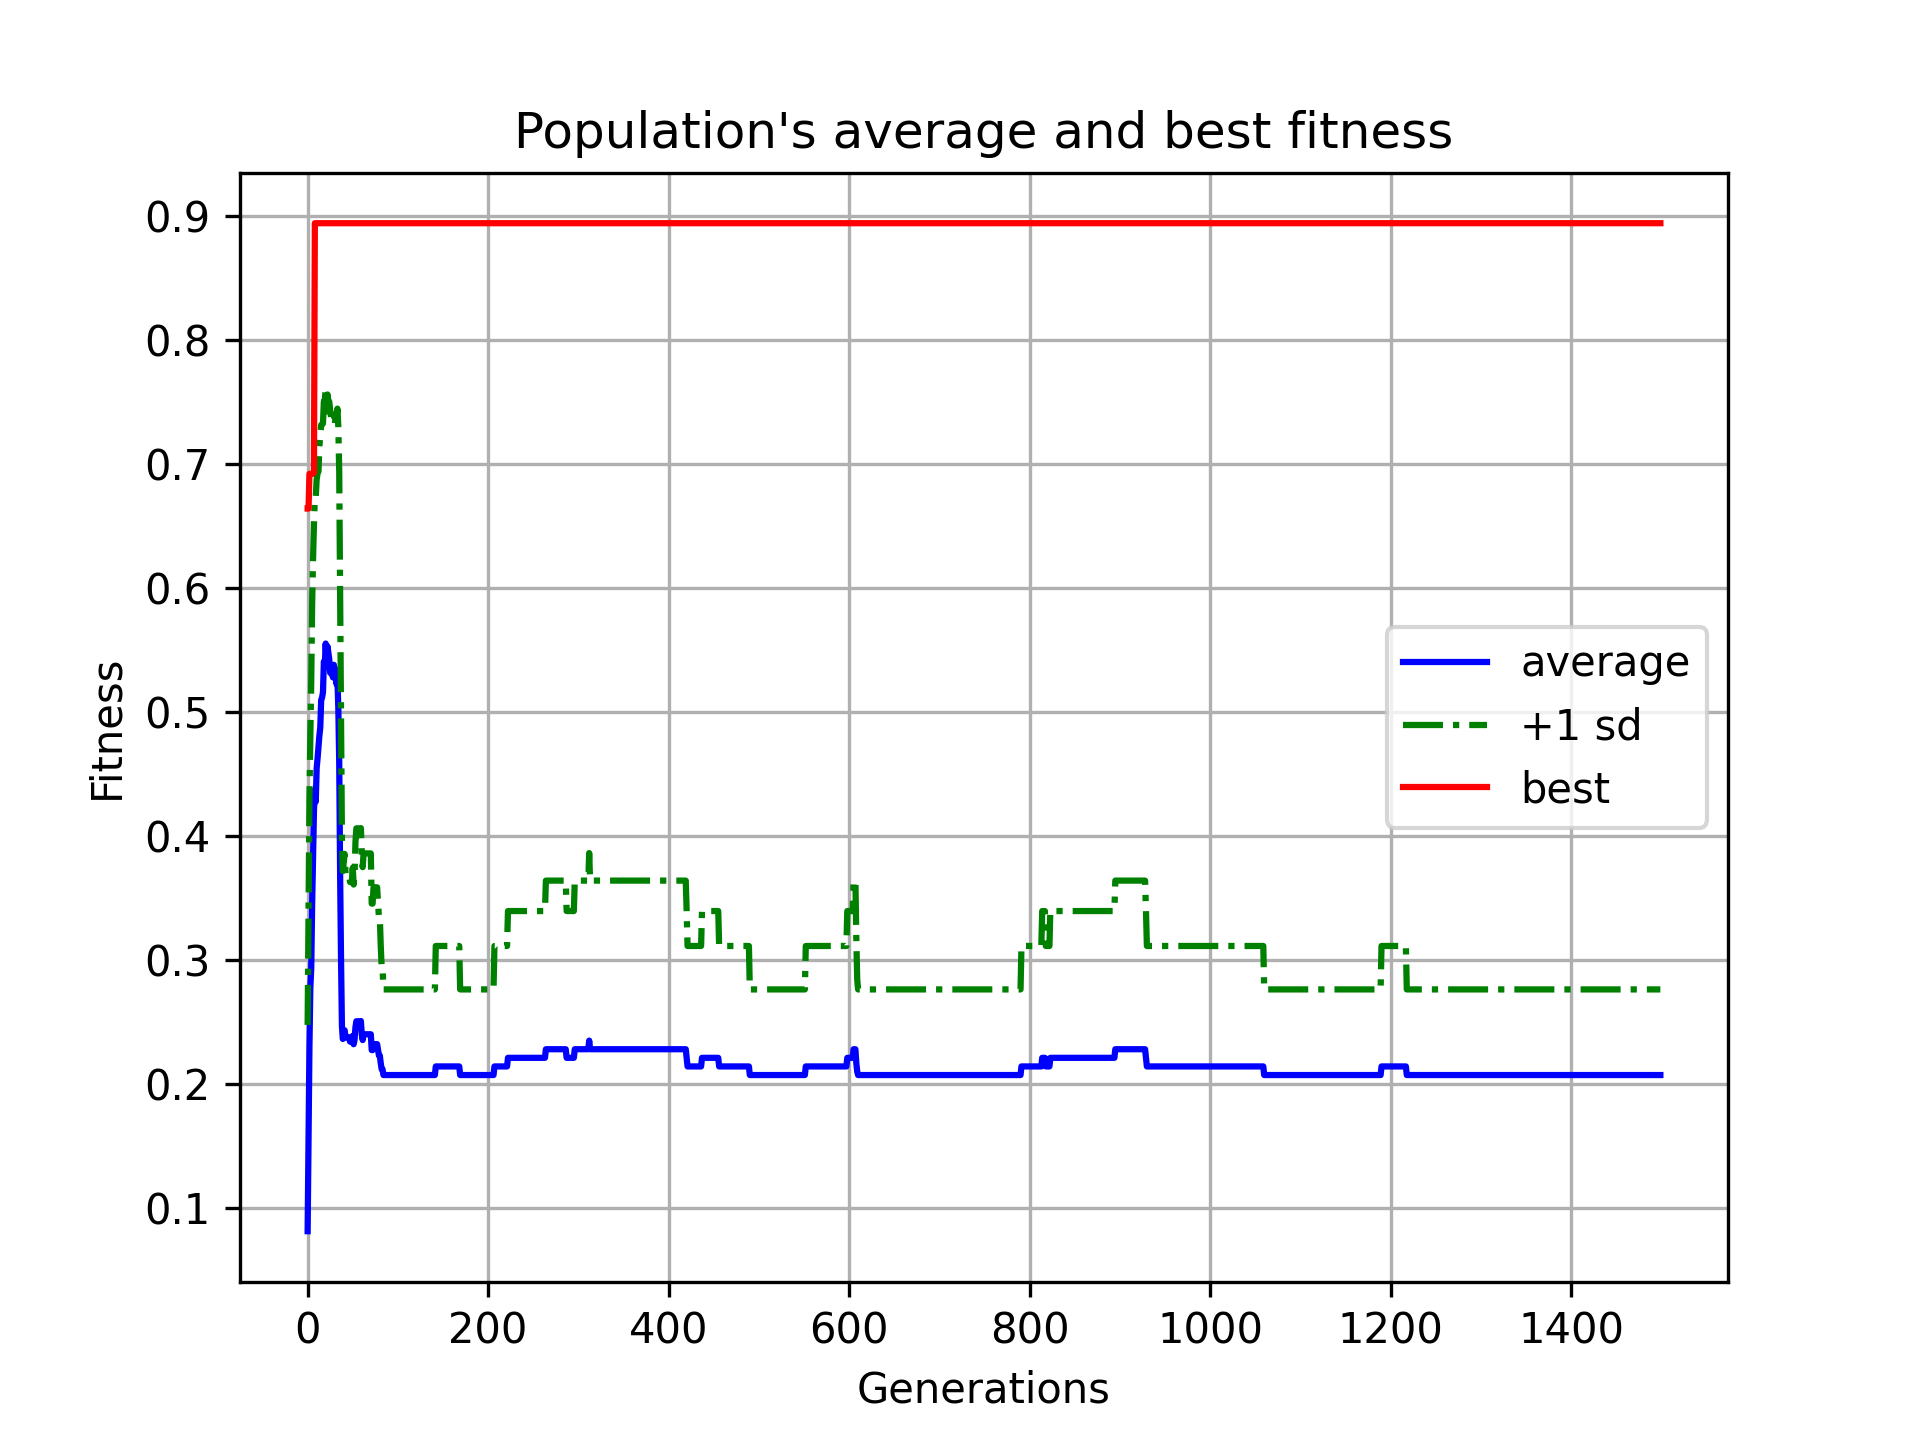 Population's average and best fitness
0.9
0.8
0.7
0.6
0.5
0.4
0.3
0.2
0.1
Fitness
average
+1 sd
best
0 200 400 600 800 1000 1200 1400
Generations